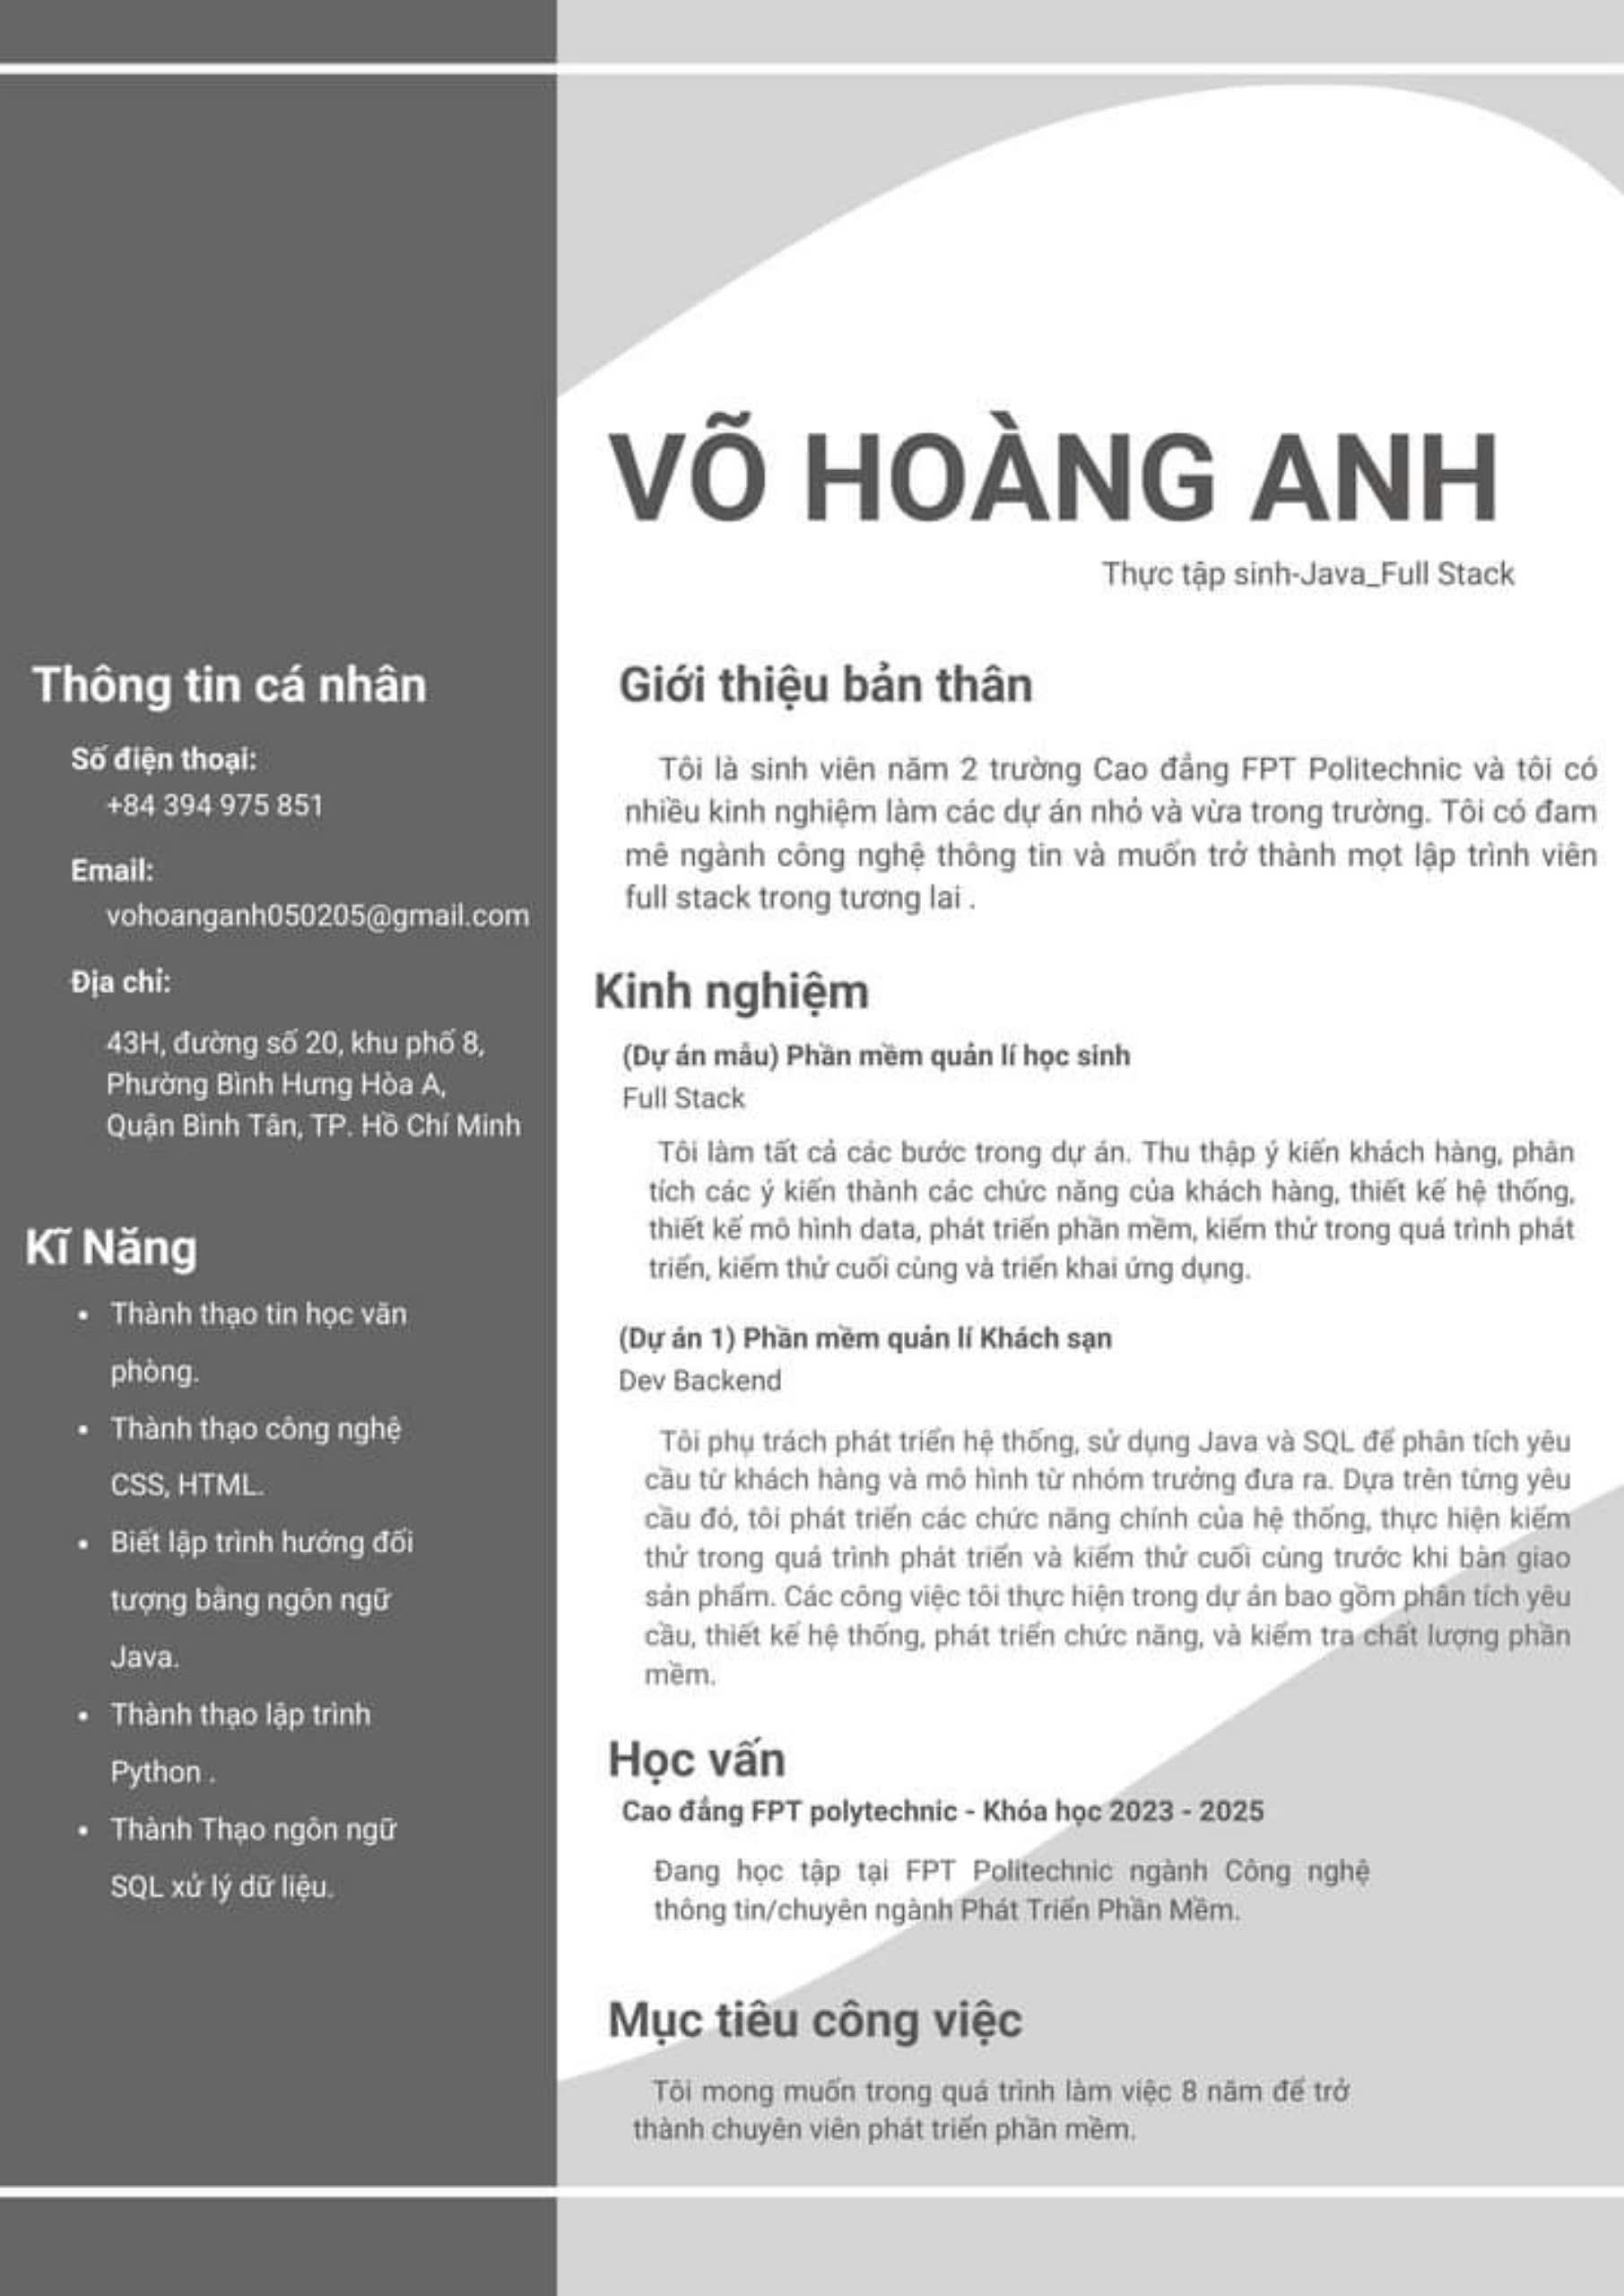 VÕ HOÀNG ANH
Thực tập sinh-Java_Full Stack
Thông tin cá nhân
Số điện thoại:
+84 394 975 851
Email:
vohoanganh050205@gmail.com
Địa chỉ:
43H, đường số 20, khu phố 8,
Phường Bình Hưng Hòa A,
Quận Bình Tân, TP. Hồ Chí Minh
Kĩ Năng
• Thành thạo tin học văn
phòng.
• Thành thạo công nghệ
CSS, HTML.
• Biết lập trình hướng đối
tượng bằng ngôn ngữ
Java.
• Thành thạo lập trình
Python .
• Thành Thạo ngôn ngữ
SQL xử lý dữ liệu.
Giới thiệu bản thân
Tôi là sinh viên năm 2 trường Cao đẳng FPT Politechnic và tôi có
nhiều kinh nghiệm làm các dự án nhỏ và vừa trong trường. Tôi có đam
mê ngành công nghệ thông tin và muốn trở thành mọt lập trình viên
full stack trong tương lai .
Kinh nghiệm
(Dự án mẫu) Phần mềm quản lí học sinh
Full Stack
Tôi làm tất cả các bước trong dự án. Thu thập ý kiến khách hàng, phân
tích các ý kiến thành các chức năng của khách hàng, thiết kế hệ thống,
thiết kế mô hình data, phát triển phần mềm, kiểm thử trong quá trình phát
triển, kiểm thử cuối cùng và triển khai ứng dụng.
(Dự án 1) Phần mềm quản lí Khách sạn
Dev Backend
Tôi phụ trách phát triển hệ thống, sử dụng Java và SQL để phân tích yêu
cầu từ khách hàng và mô hình từ nhóm trưởng đưa ra. Dựa trên từng yêu
cầu đó, tôi phát triển các chức năng chính của hệ thống, thực hiện kiểm
thử trong quá trình phát triển và kiểm thử cuối cùng trước khi bàn giao
sản phẩm. Các công việc tôi thực hiện trong dự án bao gồm phân tích yêu
cầu, thiết kế hệ thống, phát triển chức năng, và kiểm tra chất lượng phần
mềm.
Học vấn
Cao đẳng FPT polytechnic - Khóa học 2023 - 2025
Đang học tập tại FPT Politechnic ngành Công nghệ
thông tin/chuyên ngành Phát Triển Phần Mềm.
Mục tiêu công việc
Tôi mong muốn trong quá trình làm việc 8 năm để trở
thành chuyên viên phát triển phần mềm.